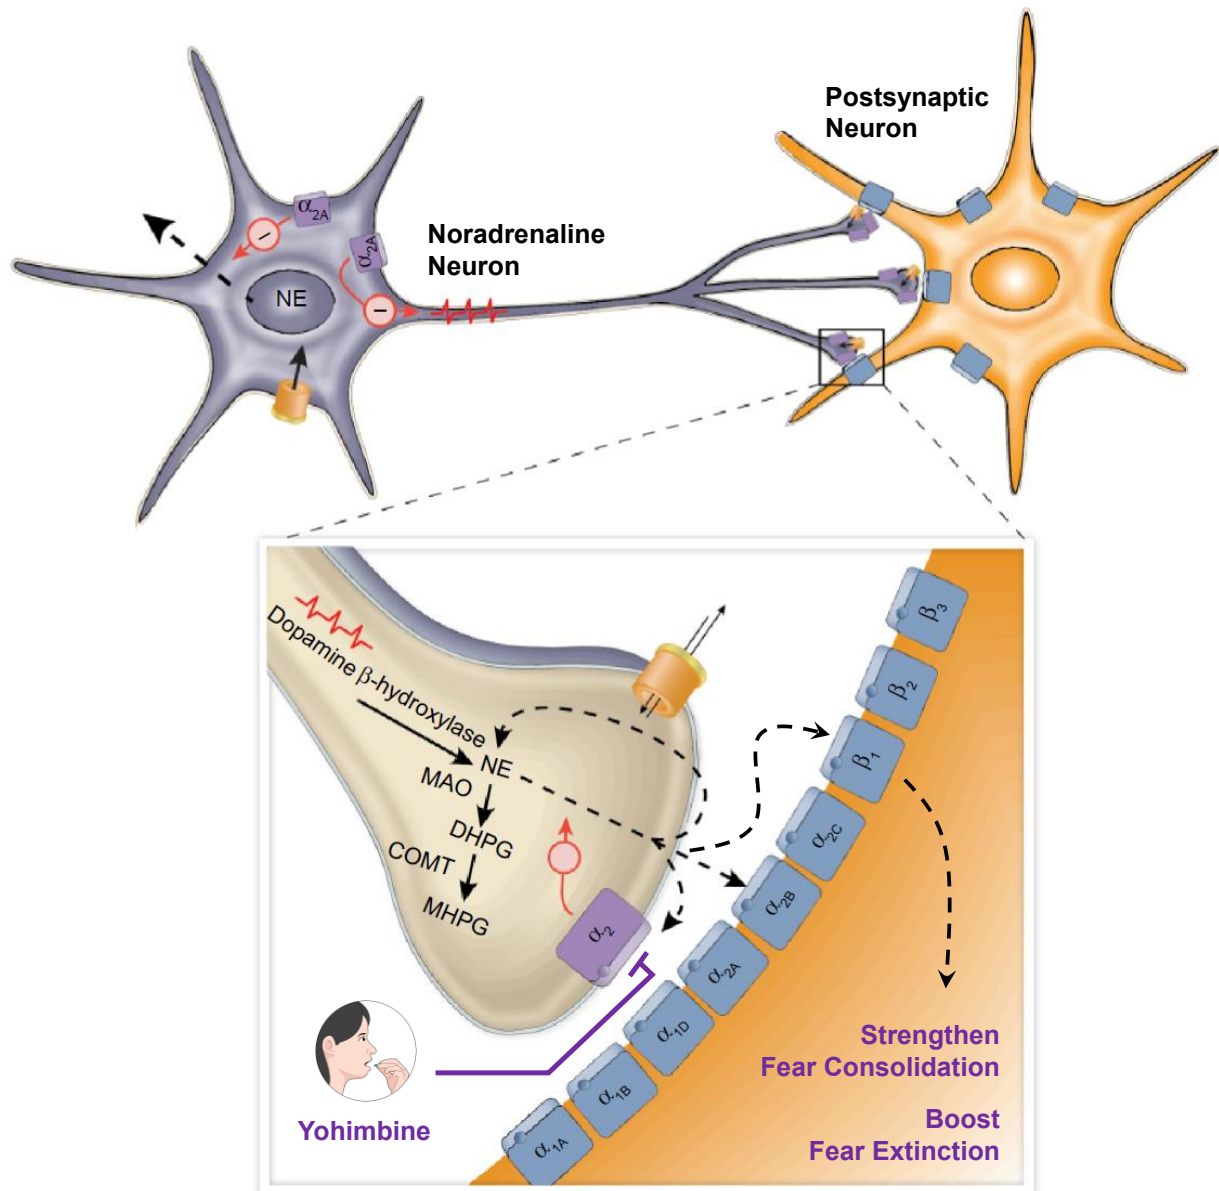 Postsynaptic
Neuron
α2A
α2A
–
–
NE
Noradrenaline
Neuron
Dopamine β-hydroxylase
NE
MAO
DHPG
COMT
MHPG
α2
β3
β2
β1
α2C
α2B
α2A
α1D
α1B
α1A
Yohimbine
Strengthen
Fear Consolidation
Boost
Fear Extinction